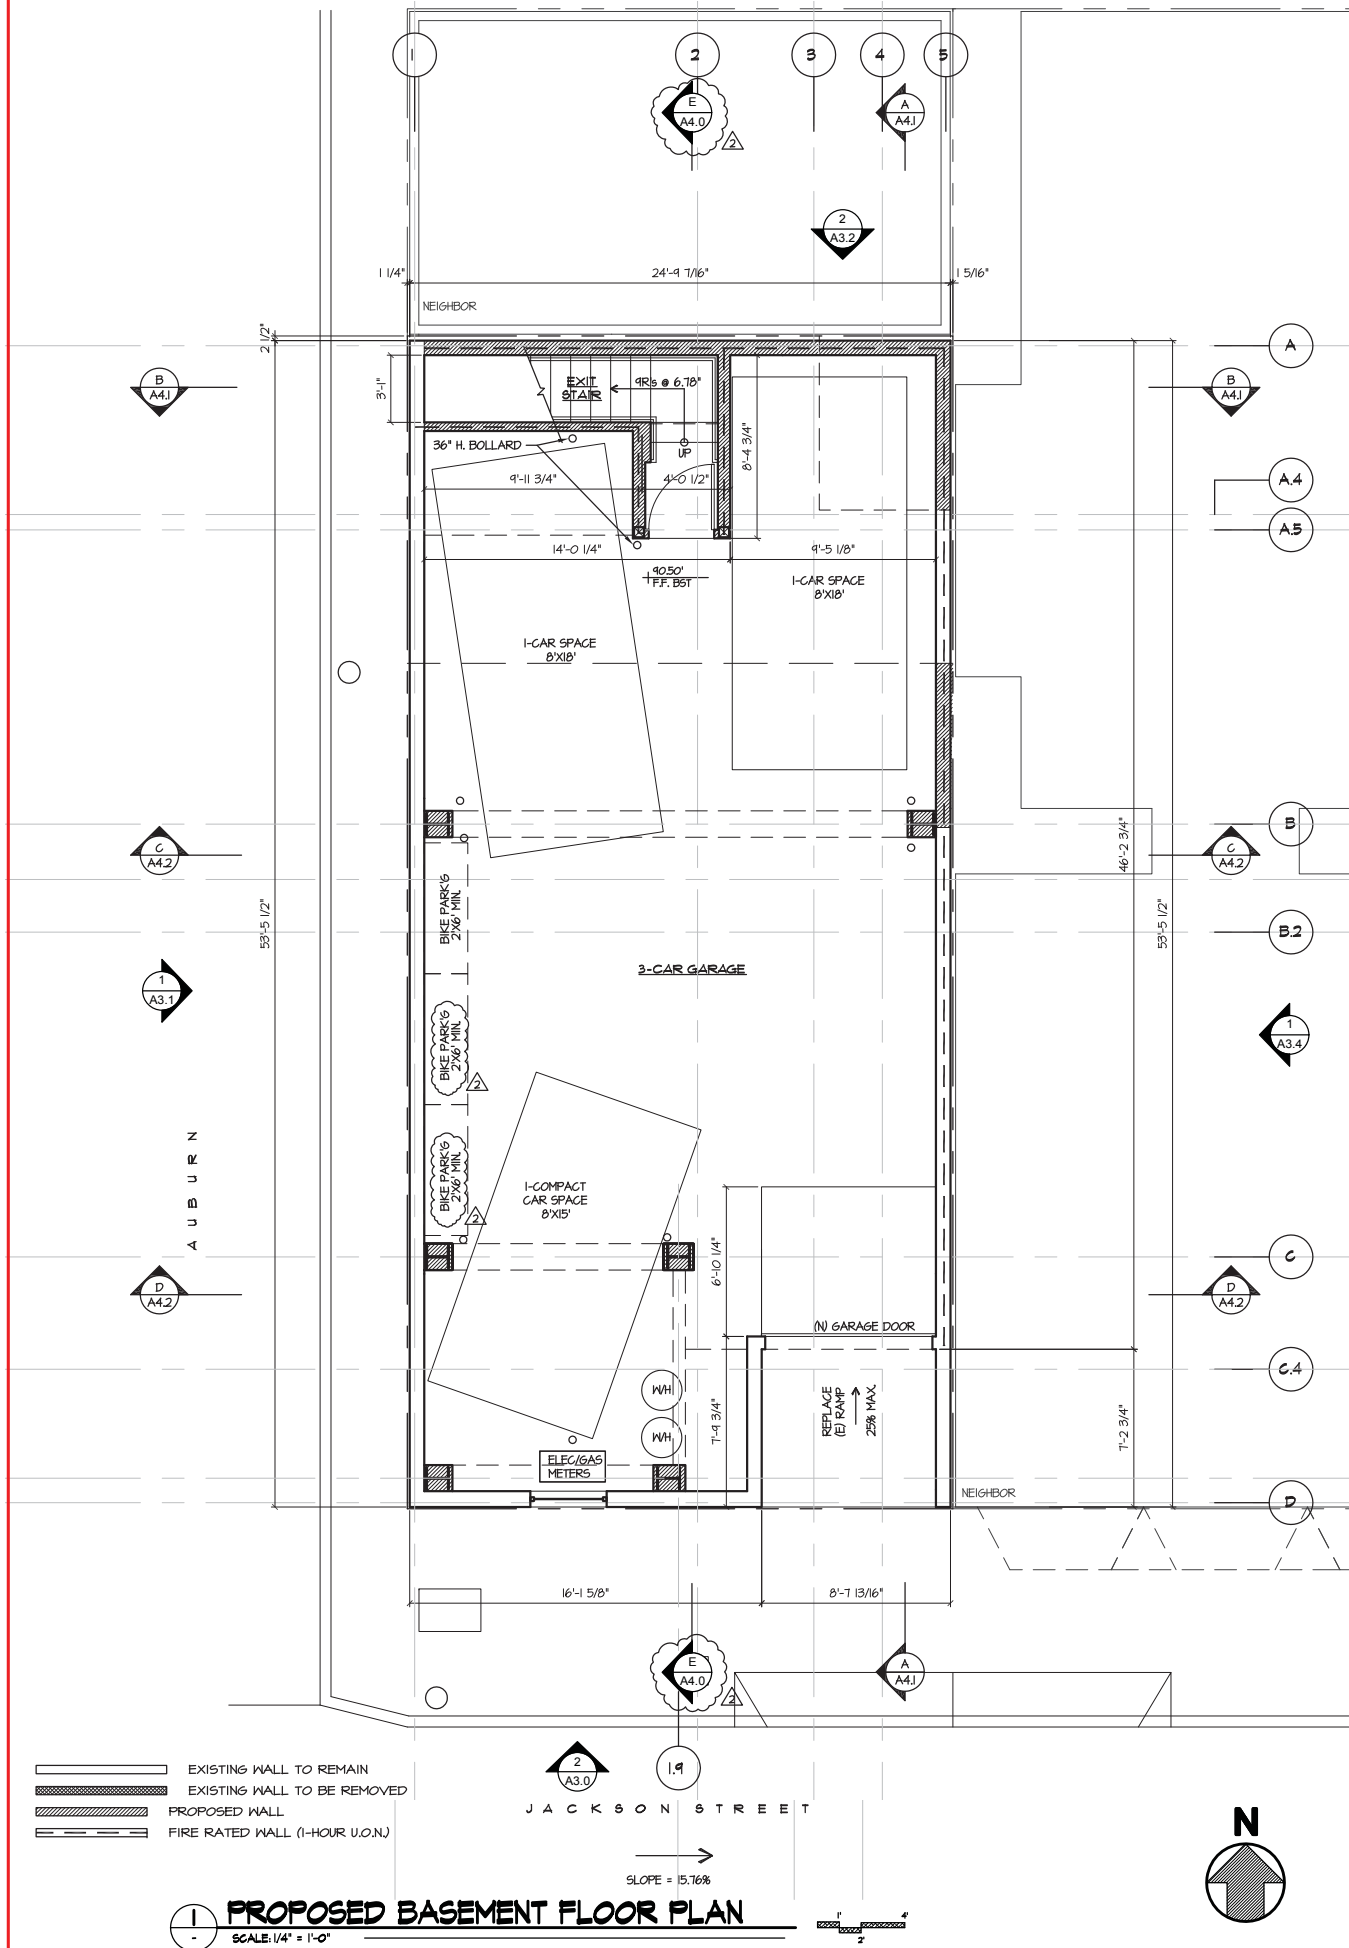 1
2
3
4
5
E
A4.0
2
A
A4.1
2
A3.2
1 1/4"
24'-9 7/16"
1 5/16"
NEIGHBOR
2 1/2"
A
B
A4.1
3'-1"
EXIT
STAIR
9R's @ 6.78"
B
A4.1
36" H. BOLLARD
UP
8'-4 3/4"
9'-11 3/4"
4'-0 1/2"
A.4
A.5
14'-0 1/4"
9'-5 1/8"
90.50'
F.F. BST
1-CAR SPACE
8'X18'
1-CAR SPACE
8'X18'
B
46'-2 3/4"
C
A4.2
C
A4.2
BIKE PARK'G
2'X6' MIN.
53'-5 1/2"
53'-5 1/2"
B.2
3-CAR GARAGE
1
A3.1
BIKE PARK'G
2'X6' MIN.
2
1
A3.4
AUBURN
BIKE PARK'G
2'X6' MIN.
2
1-COMPACT
CAR SPACE
8'X15'
6'-10 1/4"
C
D
A4.2
D
A4.2
(N) GARAGE DOOR
C.4
W/H
W/H
7'-9 3/4"
REPLACE
(E) RAMP
25% MAX.
7'-2 3/4"
ELEC/GAS
METERS
NEIGHBOR
D
16'-1 5/8"
8'-7 13/16"
E
A4.0
2
A
A4.1
2
A3.0
1.9
EXISTING WALL TO REMAIN
EXISTING WALL TO BE REMOVED
PROPOSED WALL
FIRE RATED WALL (1-HOUR U.O.N.)
JACKSON STREET
SLOPE = 15.76%
N
1
-
PROPOSED BASEMENT FLOOR PLAN
SCALE: 1/4" = 1'-0"
1'
4'
2'